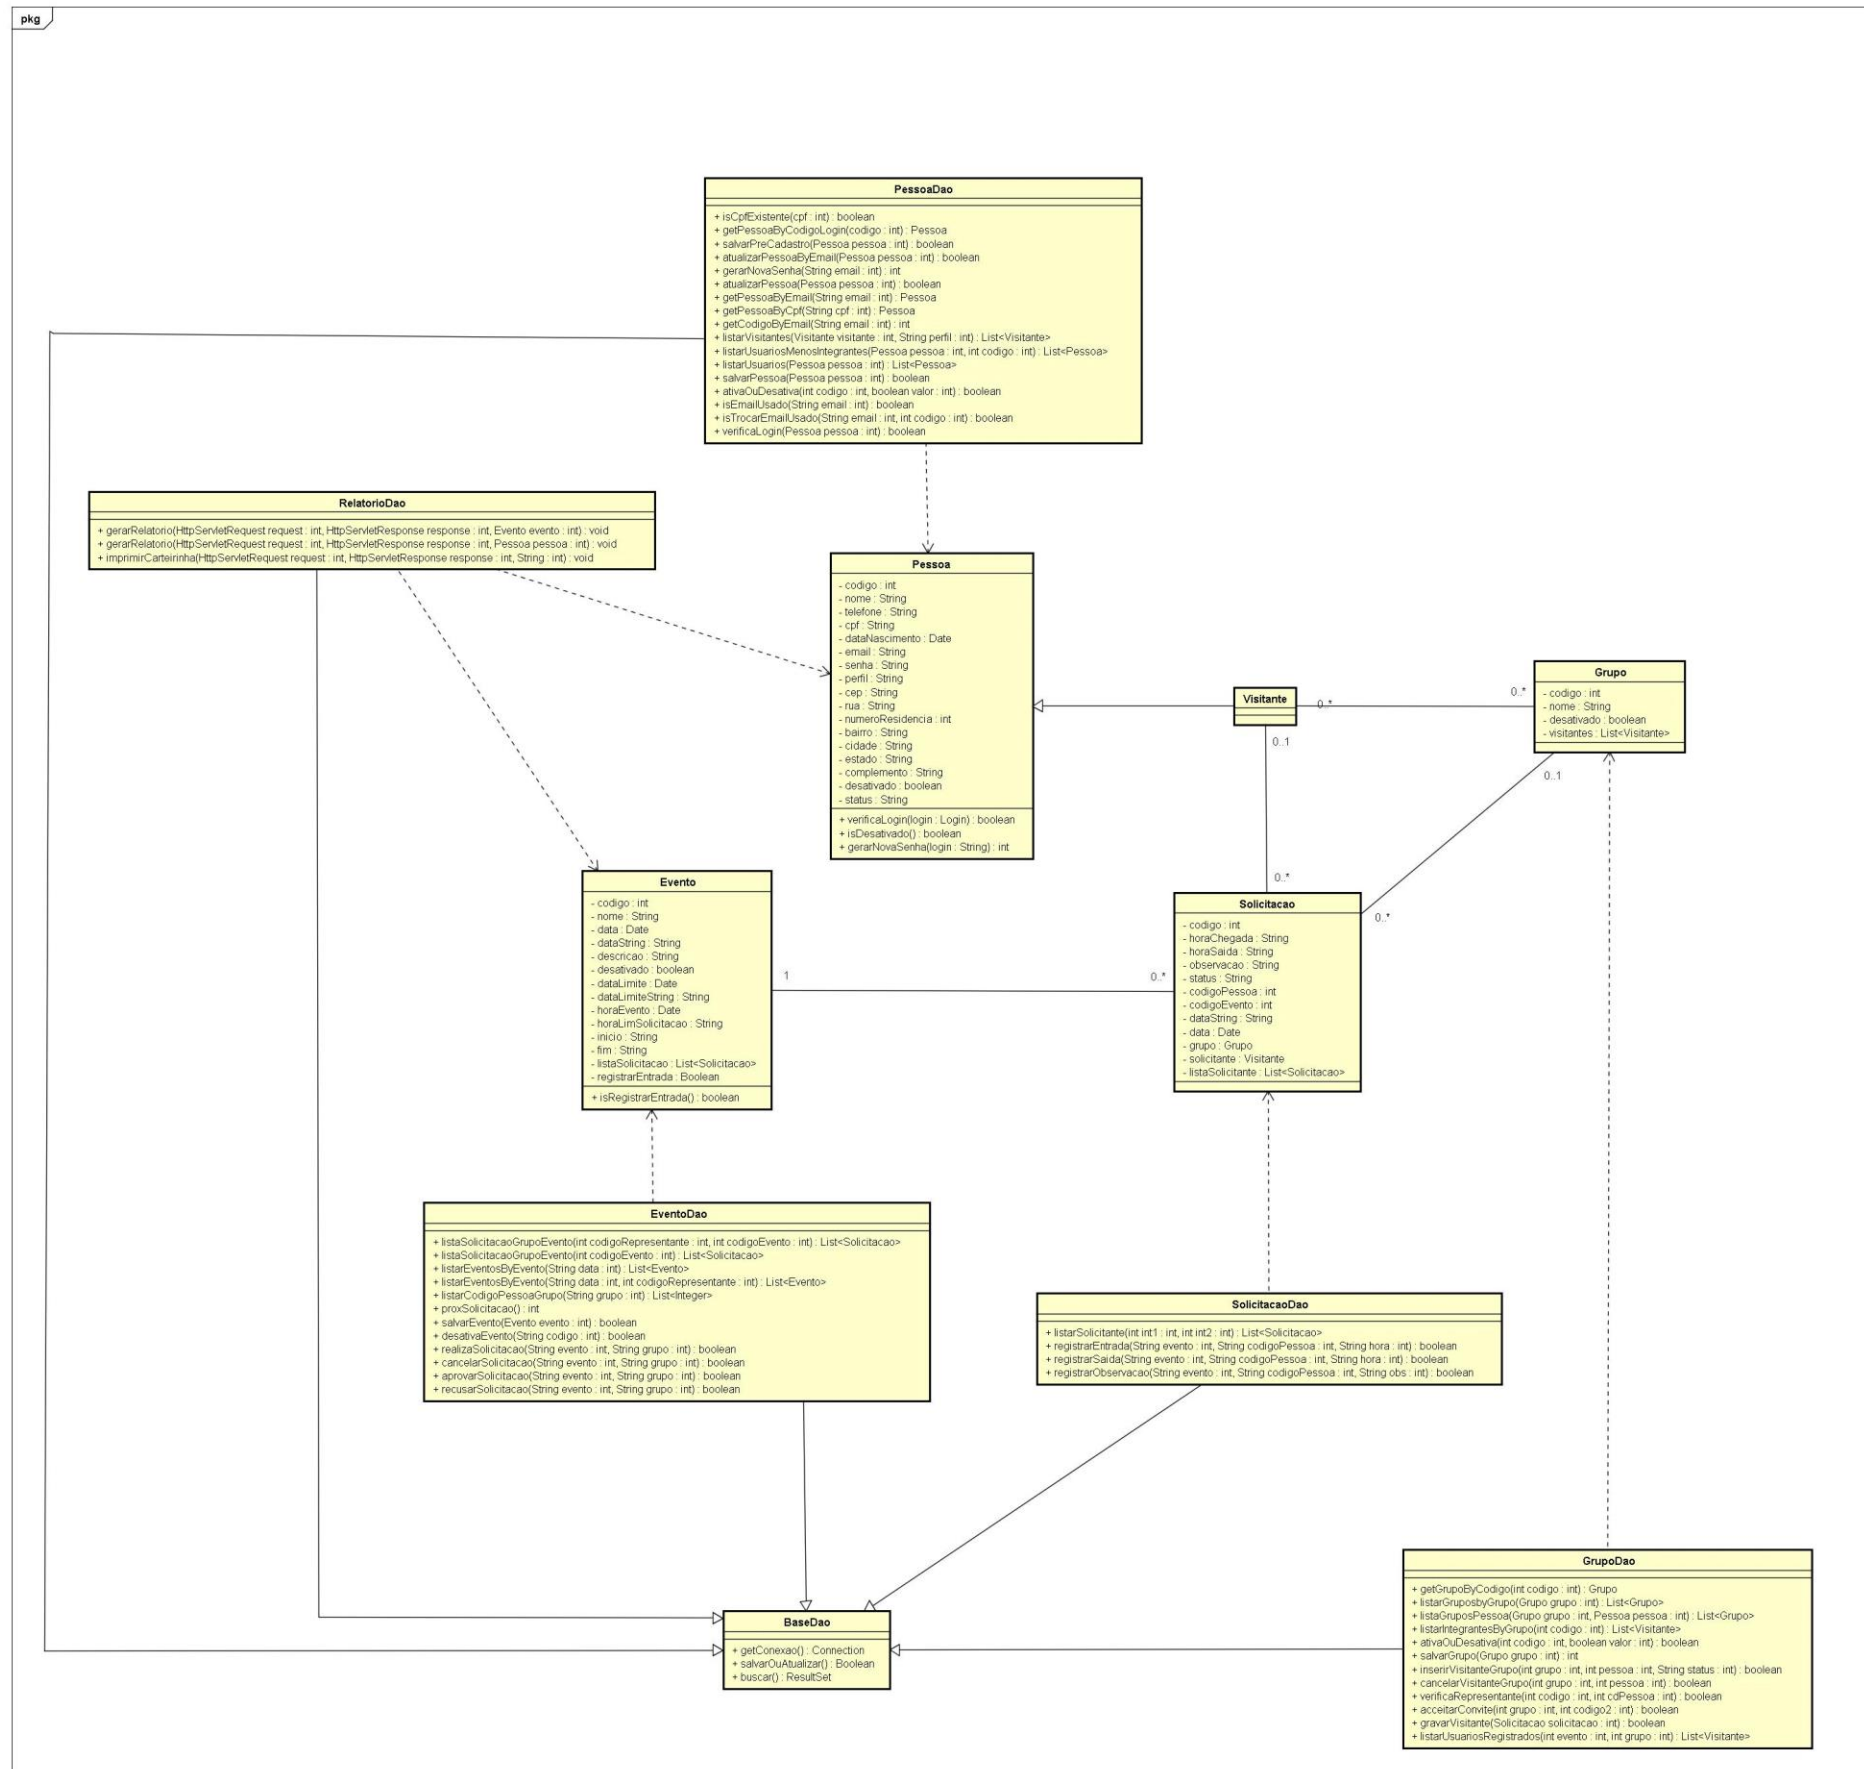 pkg
PessoaDao
+ isCpfExistente(cpf : int) : boolean
+ getPessoaByCodigoLogin(codigo : int) : Pessoa
+ salvarPreCadastro(Pessoa pessoa : int) : boolean
+ atualizarPessoaByEmail(Pessoa pessoa : int) : boolean
+ gerarNovaSenha(String email : int) : int
+ atualizarPessoa(Pessoa pessoa : int) : boolean
+ getPessoaByEmail(String email : int) : Pessoa
+ getPessoaByCpf(String cpf : int) : Pessoa
+ getCodigoByEmail(String email : int) : int
+ listarVisitantes(Visitante visitante : int, String perfil : int) : List<Visitante>
+ listarUsuariosMenosIntegrantes(Pessoa pessoa : int, int codigo : int) : List<Pessoa>
+ listarUsuarios(Pessoa pessoa : int) : List<Pessoa>
+ salvarPessoa(Pessoa pessoa : int) : boolean
+ ativaOuDesativa(int codigo : int, boolean valor : int) : boolean
+ isEmailUsado(String email : int) : boolean
+ isTrocarEmailUsado(String email : int, int codigo : int) : boolean
+ verificaLogin(Pessoa pessoa : int) : boolean
RelatorioDao
+ gerarRelatorio(HttpServletRequest request : int, HttpServletResponse response : int, Evento evento : int) : void
+ gerarRelatorio(HttpServletRequest request : int, HttpServletResponse response : int, Pessoa pessoa : int) : void
+ imprimirCarteirinha(HttpServletRequest request : int, HttpServletResponse response : int, String : int) : void
Pessoa
- codigo : int
- nome : String
- telefone : String
- cpf : String
- dataNascimento : Date
- email : String
- senha : String
- perfil : String
- cep : String
- rua : String
- numeroResidencia : int
- bairro : String
- cidade : String
- estado : String
- complemento : String
- desativado : boolean
- status : String
+ verificaLogin(login : Login) : boolean
+ isDesativado() : boolean
+ gerarNovaSenha(login : String) : int
Visitante
0..*
0..*
0..1
Grupo
- codigo : int
- nome : String
- desativado : boolean
- visitantes : List<Visitante>
0..1
0..*
0..*
Evento
- codigo : int
- nome : String
- data : Date
- dataString : String
- descricao : String
- desativado : boolean
- dataLimite : Date
- dataLimiteString : String
- horaEvento : Date
- horaLimSolicitacao : String
- inicio : String
- fim : String
- listaSolicitacao : List<Solicitacao>
- registrarEntrada : Boolean
+ isRegistrarEntrada() : boolean
1
0..*
Solicitacao
- codigo : int
- horaChegada : String
- horaSaida : String
- observacao : String
- status : String
- codigoPessoa : int
- codigoEvento : int
- dataString : String
- data : Date
- grupo : Grupo
- solicitante : Visitante
- listaSolicitante : List<Solicitacao>
EventoDao
+ listaSolicitacaoGrupoEvento(int codigoRepresentante : int, int codigoEvento : int) : List<Solicitacao>
+ listaSolicitacaoGrupoEvento(int codigoEvento : int) : List<Solicitacao>
+ listarEventosByEvento(String data : int) : List<Evento>
+ listarEventosByEvento(String data : int, int codigoRepresentante : int) : List<Evento>
+ listarCodigoPessoaGrupo(String grupo : int) : List<Integer>
+ proxSolicitacao() : int
+ salvarEvento(Evento evento : int) : boolean
+ desativaEvento(String codigo : int) : boolean
+ realizaSolicitacao(String evento : int, String grupo : int) : boolean
+ cancelarSolicitacao(String evento : int, String grupo : int) : boolean
+ aprovarSolicitacao(String evento : int, String grupo : int) : boolean
+ recusarSolicitacao(String evento : int, String grupo : int) : boolean
SolicitacaoDao
+ listarSolicitante(int int1 : int, int int2 : int) : List<Solicitacao>
+ registrarEntrada(String evento : int, String codigoPessoa : int, String hora : int) : boolean
+ registrarSaida(String evento : int, String codigoPessoa : int, String hora : int) : boolean
+ registrarObservacao(String evento : int, String codigoPessoa : int, String obs : int) : boolean
BaseDao
+ getConexao() : Connection
+ salvarOuAtualizar() : Boolean
+ buscar() : ResultSet
GrupoDao
+ getGrupoByCodigo(int codigo : int) : Grupo
+ listarGruposbyGrupo(Grupo grupo : int) : List<Grupo>
+ listaGruposPessoa(Grupo grupo : int, Pessoa pessoa : int) : List<Grupo>
+ listarIntegrantesByGrupo(int codigo : int) : List<Visitante>
+ ativaOuDesativa(int codigo : int, boolean valor : int) : boolean
+ salvarGrupo(Grupo grupo : int) : int
+ inserirVisitanteGrupo(int grupo : int, int pessoa : int, String status : int) : boolean
+ cancelarVisitanteGrupo(int grupo : int, int pessoa : int) : boolean
+ verificaRepresentante(int codigo : int, int cdPessoa : int) : boolean
+ acceitarConvite(int grupo : int, int codigo2 : int) : boolean
+ gravarVisitante(Solicitacao solicitacao : int) : boolean
+ listarUsuariosRegistrados(int evento : int, int grupo : int) : List<Visitante>